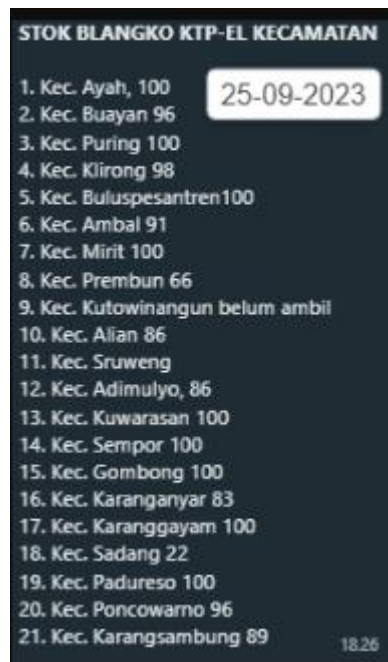 STOK BLANGKO KTP-EL KECAMATAN
25-09-2023
1. Kec. Ayah, 100
2. Kec. Buayan 96
3. Kec. Puring 100
4. Kec. Klirong 98
5. Kec. Buluspesantren100
6. Kec. Ambal 91
7. Kec. Mirit 100
8. Kec. Prembun 66
9. Kec. Kutowinangun belum ambil
10. Kec. Alian 86
11. Kec. Sruweng
12. Kec. Adimulyo, 86
13. Kec. Kuwarasan 100
14. Kec. Sempor 100
15. Kec. Gombong 100
16. Kec. Karanganyar 83
17. Kec. Karanggayam 100
18. Kec. Sadang 22
19. Kec. Padureso 100
20. Kec. Poncowarno 96
21. Kec. Karangsambung 89
18.26